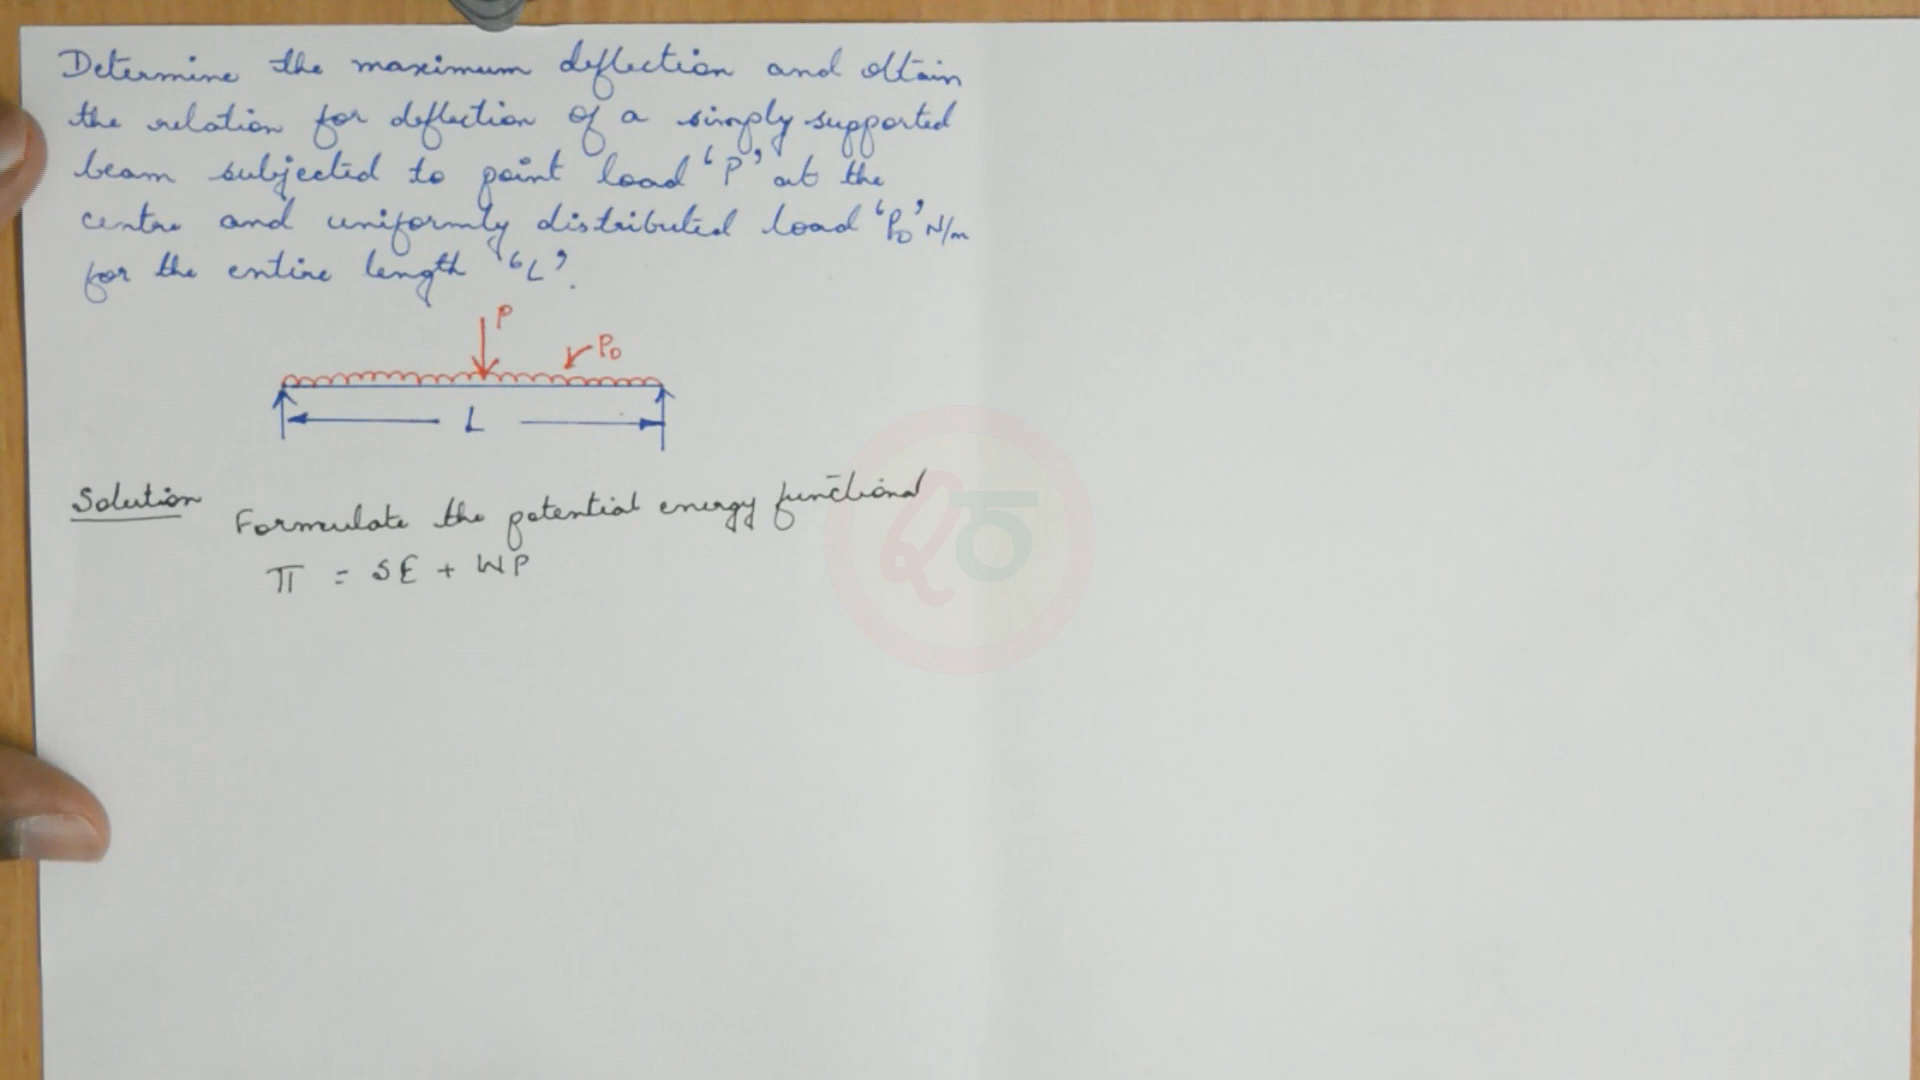 Determine the maximum deflection and obtain
the relation for deflection of a simply supported
beam subjected to point load 'P' at the
centre and uniformly distributed load 'P₀' N/m
for the entire length 'L'.
P
P₀
L
Solution
Formulate the potential energy functional
π = SE + WP